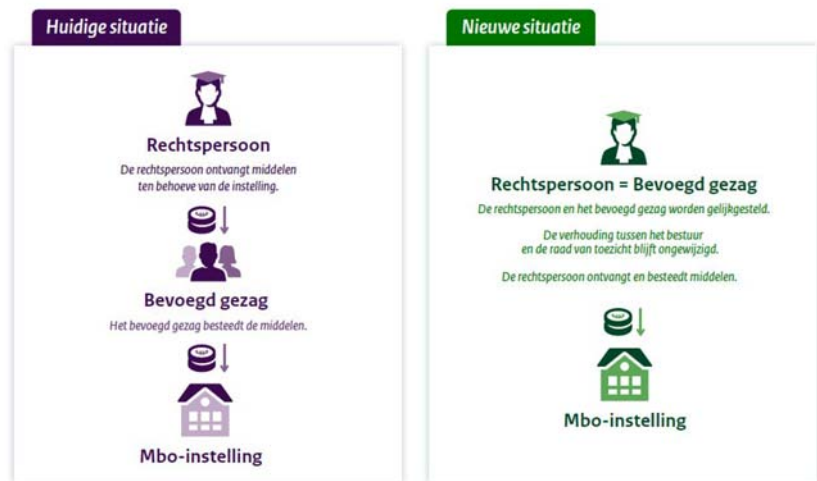 Huidige situatie
Rechtspersoon
De rechtspersoon ontvangt middelen
ten behoeve van de instelling.
Bevoegd gezag
Het bevoegd gezag besteedt de middelen.
Mbo-instelling
Nieuwe situatie
Rechtspersoon = Bevoegd gezag
De rechtspersoon en het bevoegd gezag worden gelijkgesteld.
De verhouding tussen het bestuur
en de raad van toezicht blijft ongewijzigd.
De rechtspersoon ontvangt en besteedt middelen.
Mbo-instelling